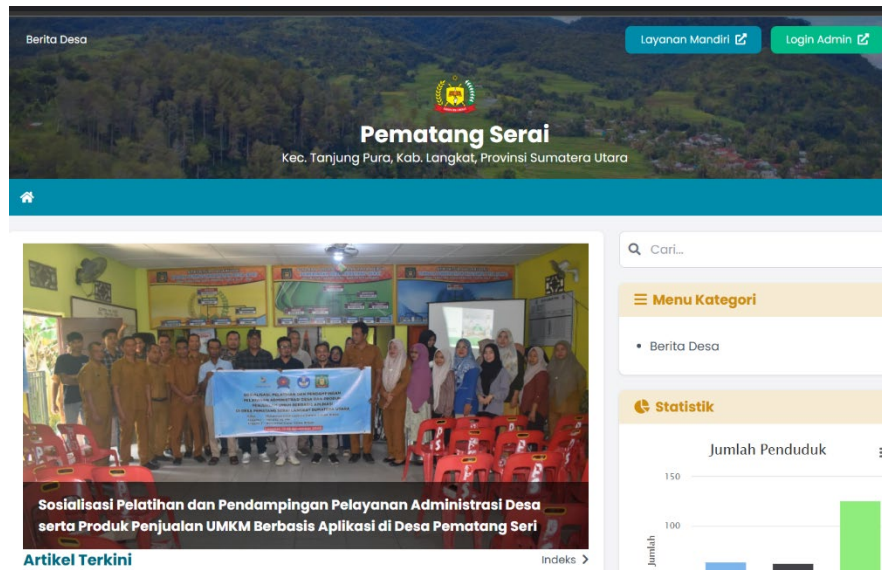 Berita Desa
Layanan Mandiri
Login Admin
Pematang Serai
Kec. Tanjung Pura, Kab. Langkat, Provinsi Sumatera Utara
Cari...
Menu Kategori
Berita Desa
Statistik
Jumlah Penduduk
150
100
Jumlah
Sosialisasi Pelatihan dan Pendampingan Pelayanan Administrasi Desa
serta Produk Penjualan UMKM Berbasis Aplikasi di Desa Pematang Seri
Artikel Terkini
Indeks